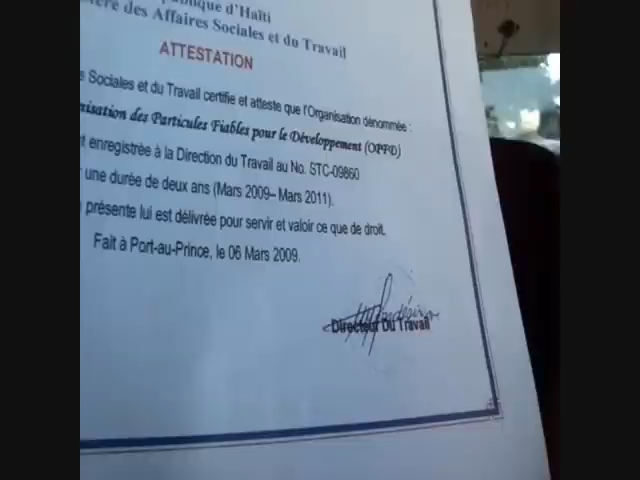 publique d'Haïti
ère des Affaires Sociales et du Travail
ATTESTATION
Sociales et du Travail certifie et atteste que l'Organisation dénommée :
nisation des Particules Fiables pour le Développement (OPFD)
t enregistrée à la Direction du Travail au No. STC-09860
une durée de deux ans (Mars 2009– Mars 2011).
présente lui est délivrée pour servir et valoir ce que de droit.
Fait à Port-au-Prince, le 06 Mars 2009.
Directeur Du Travail